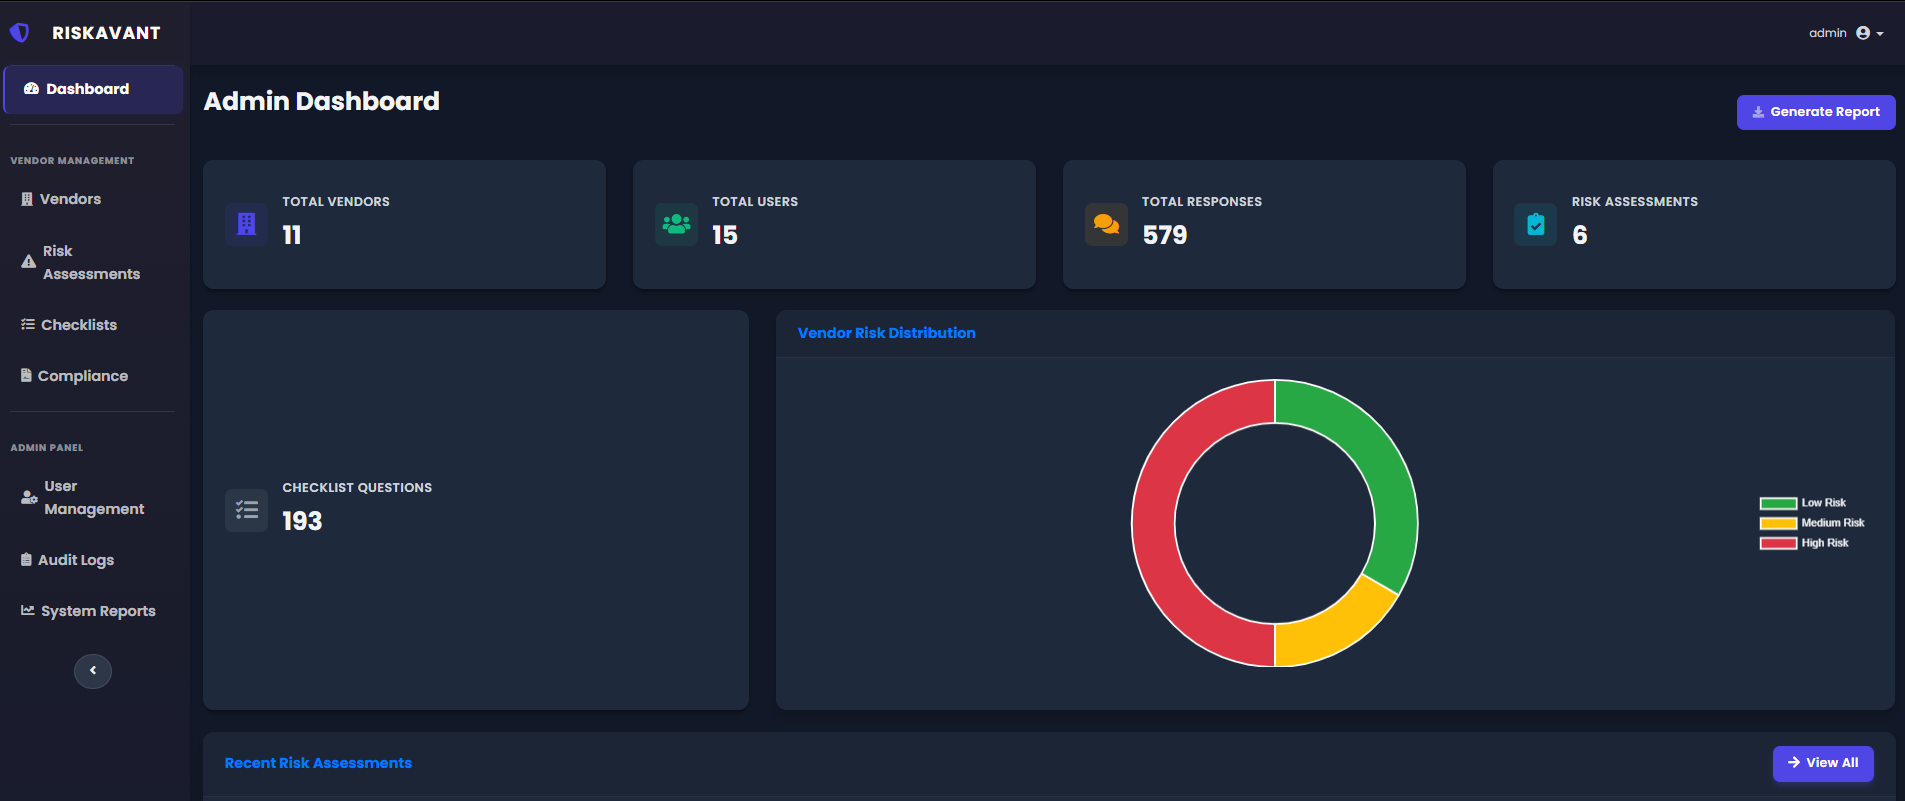 RISKAVANT
admin
Dashboard
VENDOR MANAGEMENT
Vendors
Risk
Assessments
Checklists
Compliance
ADMIN PANEL
User
Management
Audit Logs
System Reports
Admin Dashboard
Generate Report
TOTAL VENDORS
11
TOTAL USERS
15
TOTAL RESPONSES
579
RISK ASSESSMENTS
6
CHECKLIST QUESTIONS
193
Vendor Risk Distribution
Low Risk
Medium Risk
High Risk
Recent Risk Assessments
View All